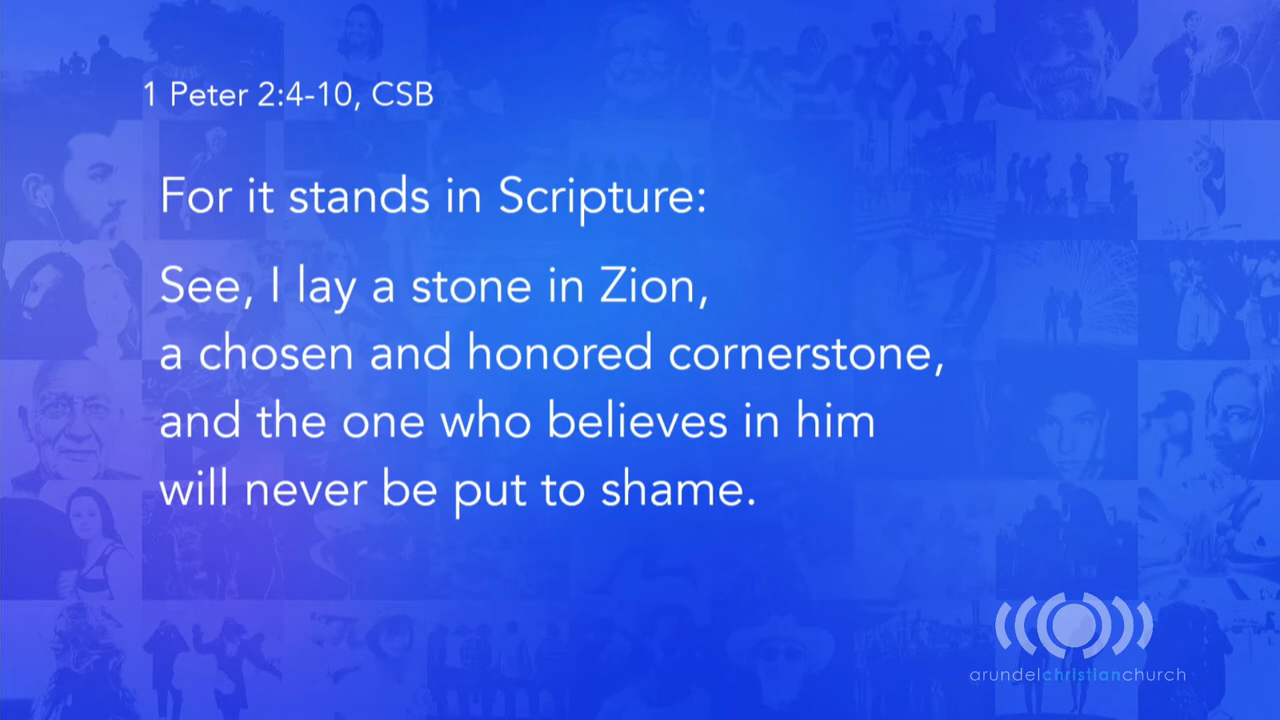 1 Peter 2:4-10, CSB
For it stands in Scripture:
See, I lay a stone in Zion,
a chosen and honored cornerstone,
and the one who believes in him
will never be put to shame.
arundelchristianchurch